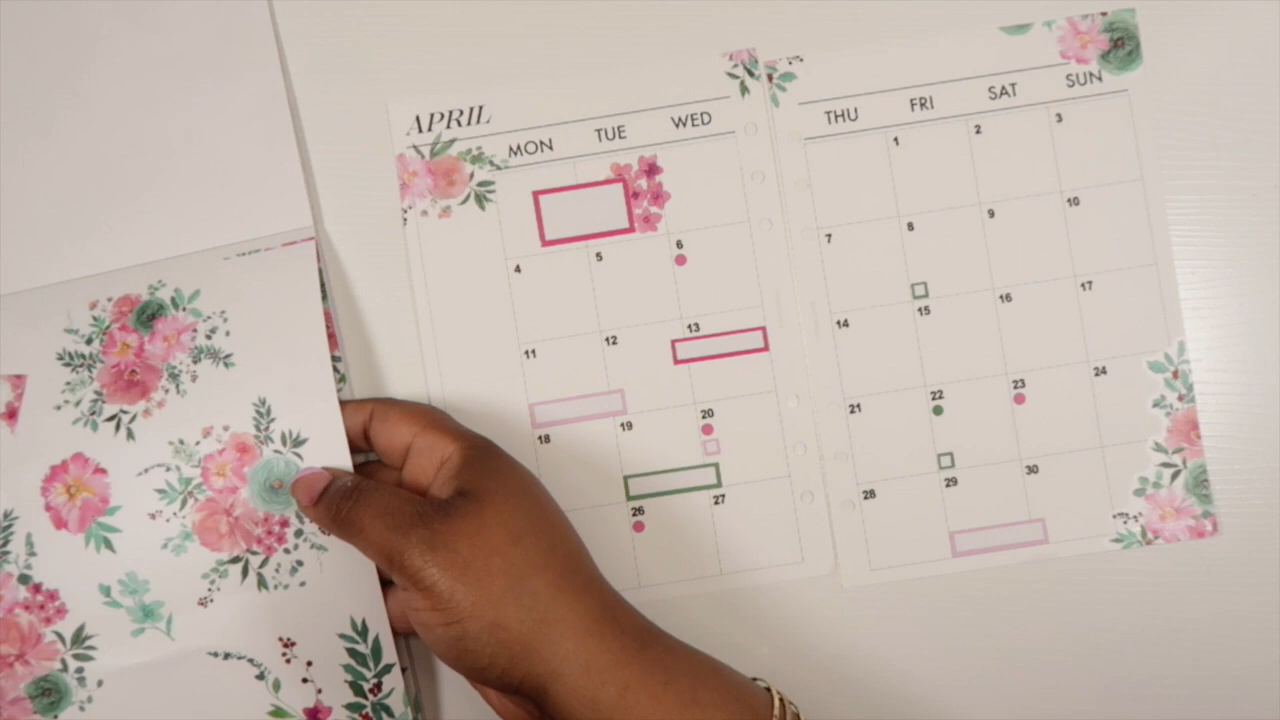 APRIL
MON TUE WED THU FRI SAT SUN
1 2 3
4 5 6 7 8 9 10
11 12 13 14 15 16 17
18 19 20 21 22 23 24
26 27 28 29 30